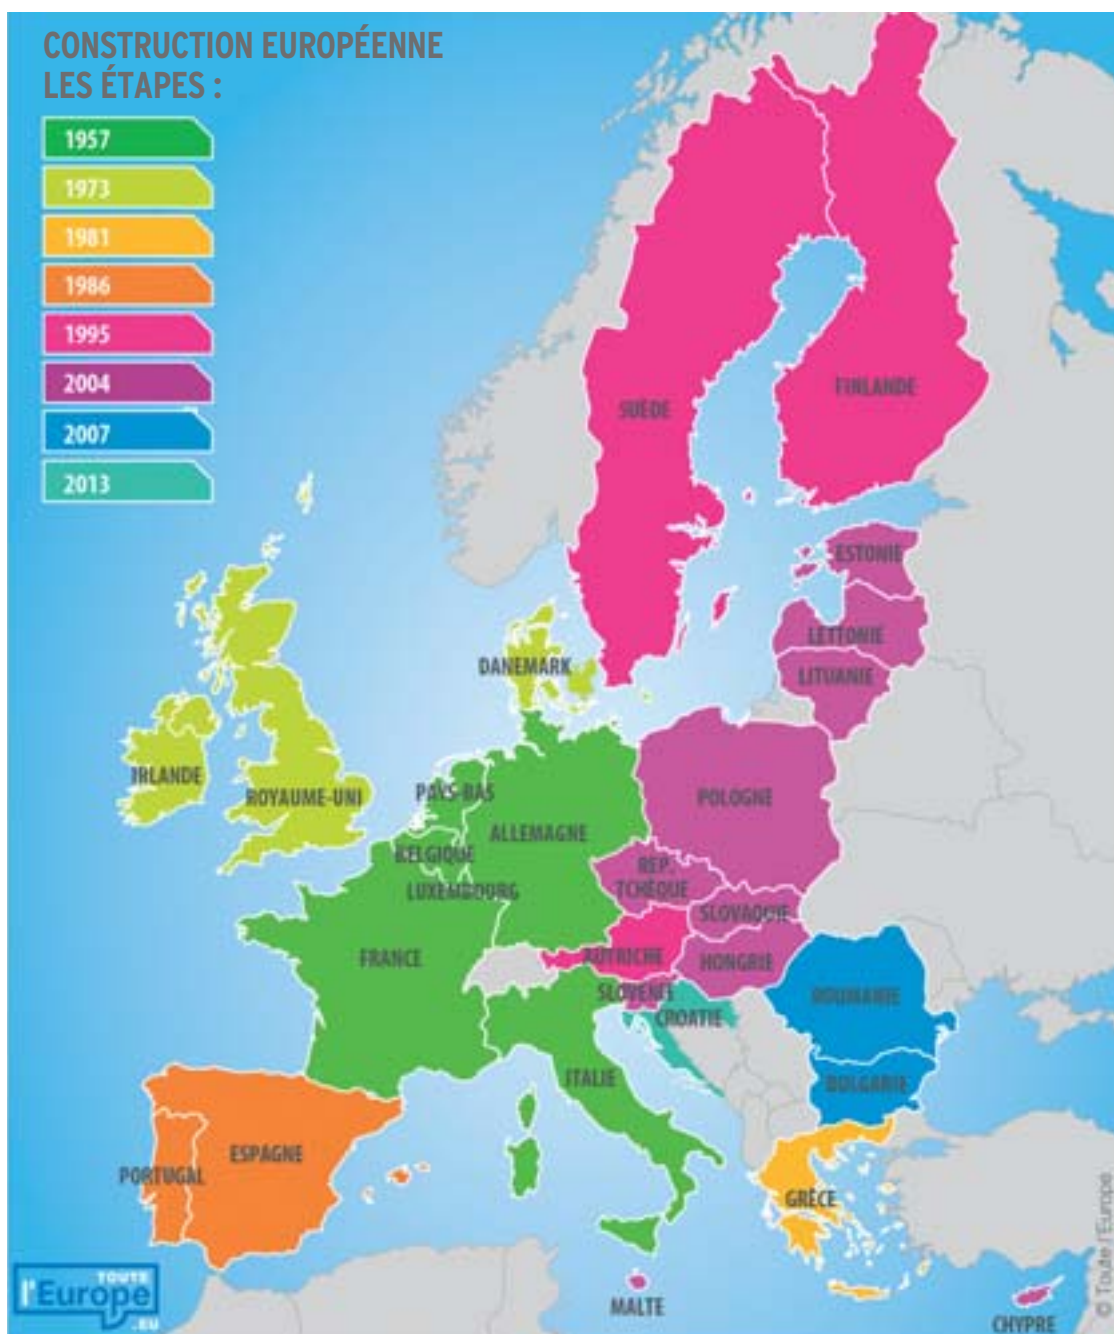 CONSTRUCTION EUROPÉENNE
LES ÉTAPES :
1957
1973
1981
1986
1995
2004
2007
2013
SUÈDE
FINLANDE
ESTONIE
LETTONIE
LITUANIE
DANEMARK
IRLANDE
ROYAUME-UNI
PAYS-BAS
ALLEMAGNE
POLOGNE
BELGIQUE
LUXEMBOURG
REP.
TCHÈQUE
SLOVAQUIE
FRANCE
AUTRICHE
HONGRIE
SLOVENIE
CROATIE
ROUMANIE
BULGARIE
ITALIE
PORTUGAL
ESPAGNE
GRÈCE
MALTE
CHYPRE
TOUTE
l'Europe
.EU
© Toute l'Europe